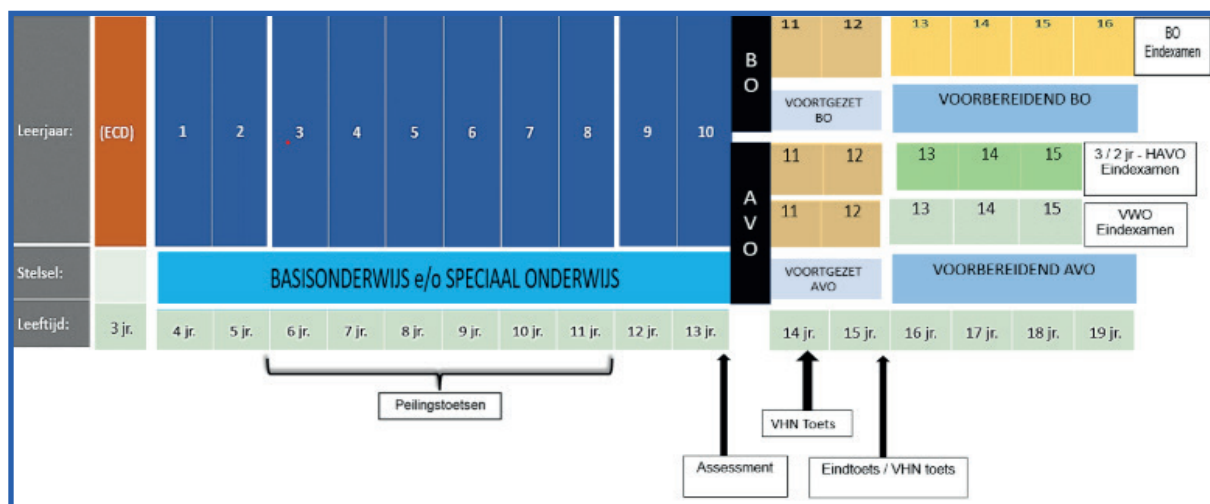 Leerjaar: (ECD) 1 2 3 4 5 6 7 8 9 10
B
O
11 12 13 14 15 16
BO
Eindexamen
VOORTGEZET
BO
VOORBEREIDEND BO
A
V
O
11 12 13 14 15
3 / 2 jr - HAVO
Eindexamen
11 12 13 14 15
VWO
Eindexamen
Stelsel: BASISONDERWIJS e/o SPECIAAL ONDERWIJS
VOORTGEZET
AVO
VOORBEREIDEND AVO
Leeftijd: 3 jr. 4 jr. 5 jr. 6 jr. 7 jr. 8 jr. 9 jr. 10 jr. 11 jr. 12 jr. 13 jr. 14 jr. 15 jr. 16 jr. 17 jr. 18 jr. 19 jr.
Peilingstoetsen
VHN Toets
Assessment
Eindtoets / VHN toets